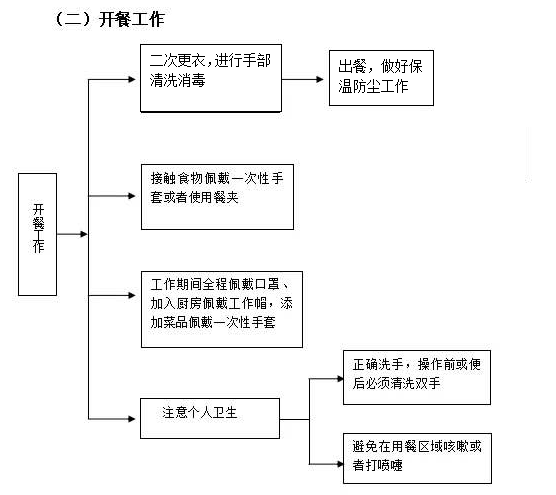 （二）开餐工作
二次更衣，进行手部
清洗消毒
出餐，做好保
温防尘工作
开餐工作
接触食物佩戴一次性手
套或者使用餐夹
工作期间全程佩戴口罩、
加入厨房佩戴工作帽，添
加菜品佩戴一次性手套
注意个人卫生
正确洗手，操作前或便
后必须清洗双手
避免在用餐区域咳嗽或
者打喷嚏